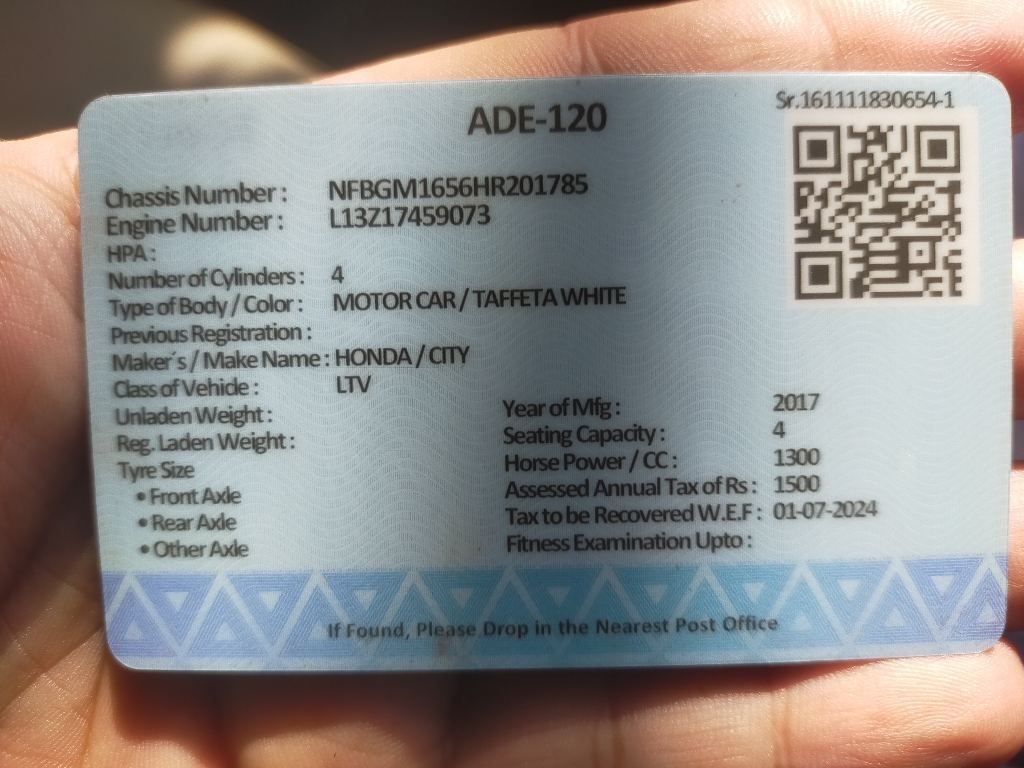 ADE-120
Sr.161111830654-1
Chassis Number : NFBGM1656HR201785
Engine Number : L13Z17459073
HPA :
Number of Cylinders : 4
Type of Body / Color : MOTOR CAR / TAFFETA WHITE
Previous Registration :
Maker´s / Make Name : HONDA / CITY
Class of Vehicle : LTV
Unladen Weight :
Reg. Laden Weight :
Tyre Size
• Front Axle
• Rear Axle
• Other Axle
Year of Mfg : 2017
Seating Capacity : 4
Horse Power / CC : 1300
Assessed Annual Tax of Rs : 1500
Tax to be Recovered W.E.F : 01-07-2024
Fitness Examination Upto :
If Found, Please Drop in the Nearest Post Office